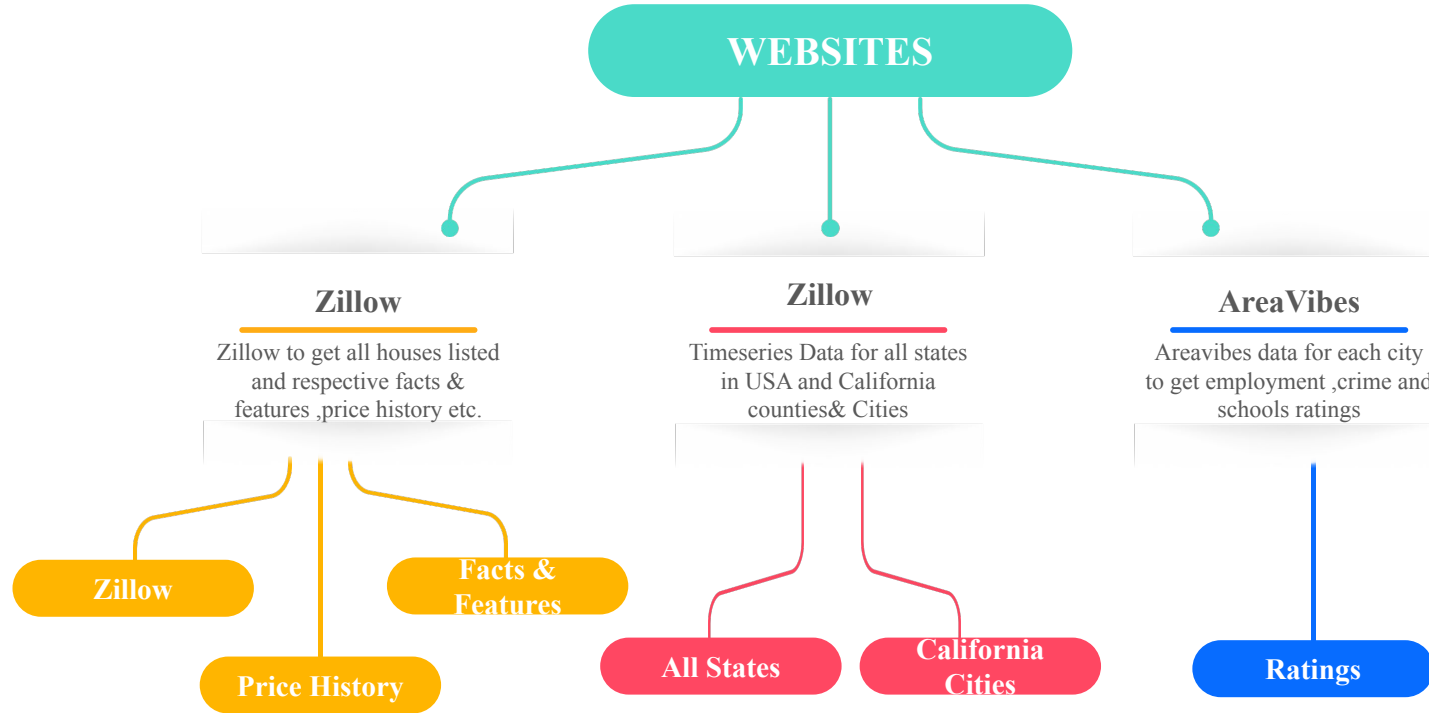 WEBSITES
Zillow
Zillow to get all houses listed
and respective facts &
features ,price history etc.
Zillow
Timeseries Data for all states
in USA and California
counties& Cities
AreaVibes
Areavibes data for each city
to get employment ,crime and
schools ratings
Zillow
Price History
Facts &
Features
All States
California
Cities
Ratings